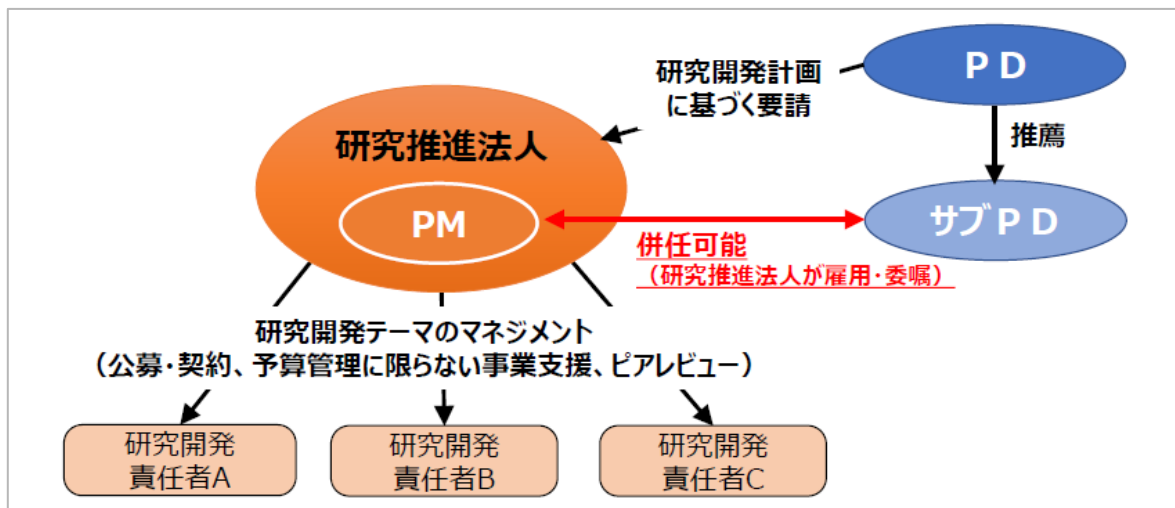 ＰＤ
研究開発計画
に基づく要請
推薦
研究推進法人
PM
サブＰＤ
併任可能
（研究推進法人が雇用・委嘱）
研究開発テーマのマネジメント
（公募・契約、予算管理に限らない事業支援、ピアレビュー）
研究開発
責任者A
研究開発
責任者B
研究開発
責任者C